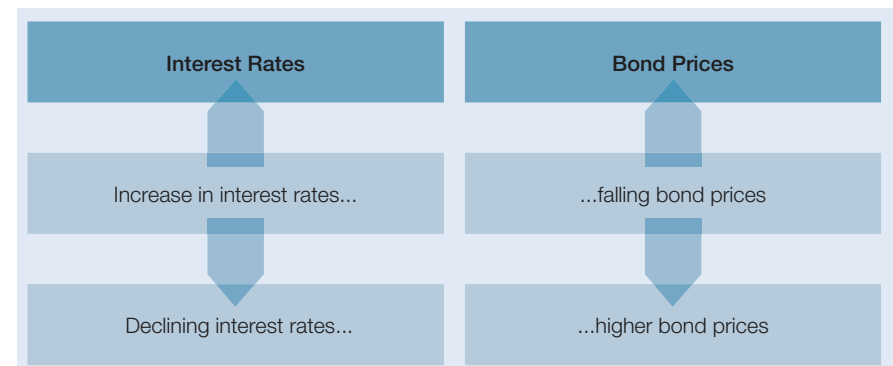 Interest Rates
Bond Prices
Increase in interest rates...
...falling bond prices
Declining interest rates...
...higher bond prices